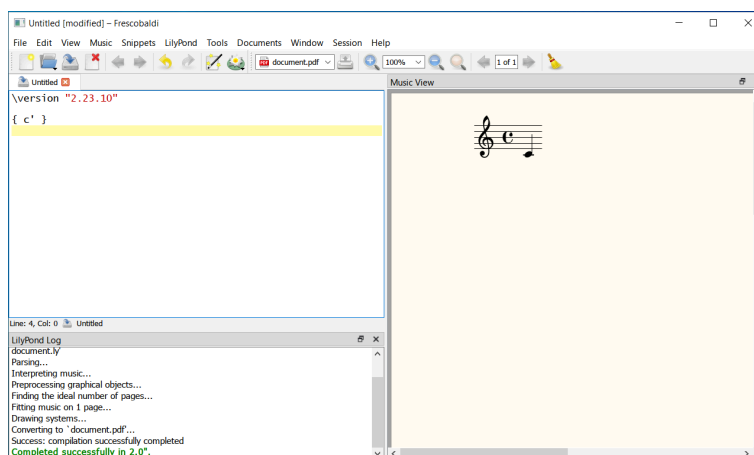 Untitled [modified] – Frescobaldi
File Edit View Music Snippets LilyPond Tools Documents Window Session Help
document.pdf 100% 1 of 1
Untitled
Music View
\version "2.23.10"
{ c' }
Line: 4, Col: 0 Untitled
LilyPond Log
document.ly'
Parsing...
Interpreting music...
Preprocessing graphical objects...
Finding the ideal number of pages...
Fitting music on 1 page...
Drawing systems...
Converting to `document.pdf'...
Success: compilation successfully completed
Completed successfully in 2.0".